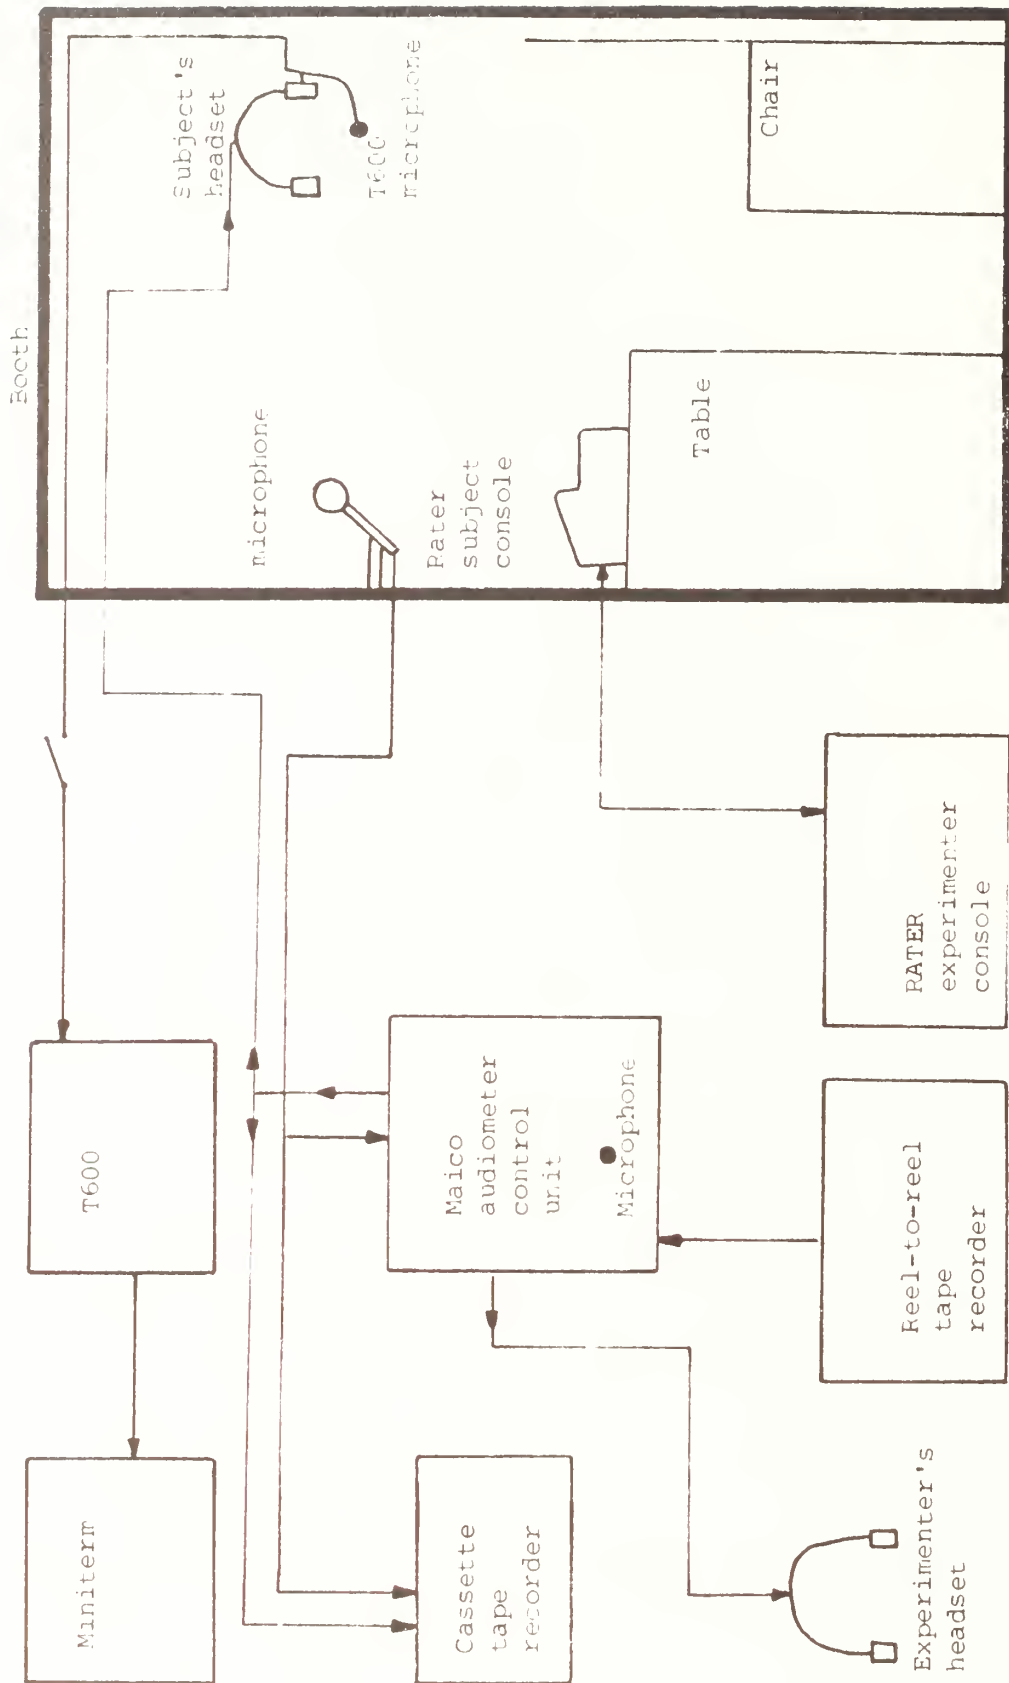 Booth
Subject's
headset
T600
microphone
Chair
microphone
Rater
subject
console
Table
T600
Miniterm
Maico
audiometer
control
unit
Microphone
RATER
experimenter
console
Cassette
tape
recorder
Reel-to-reel
tape
recorder
Experimenter's
headset